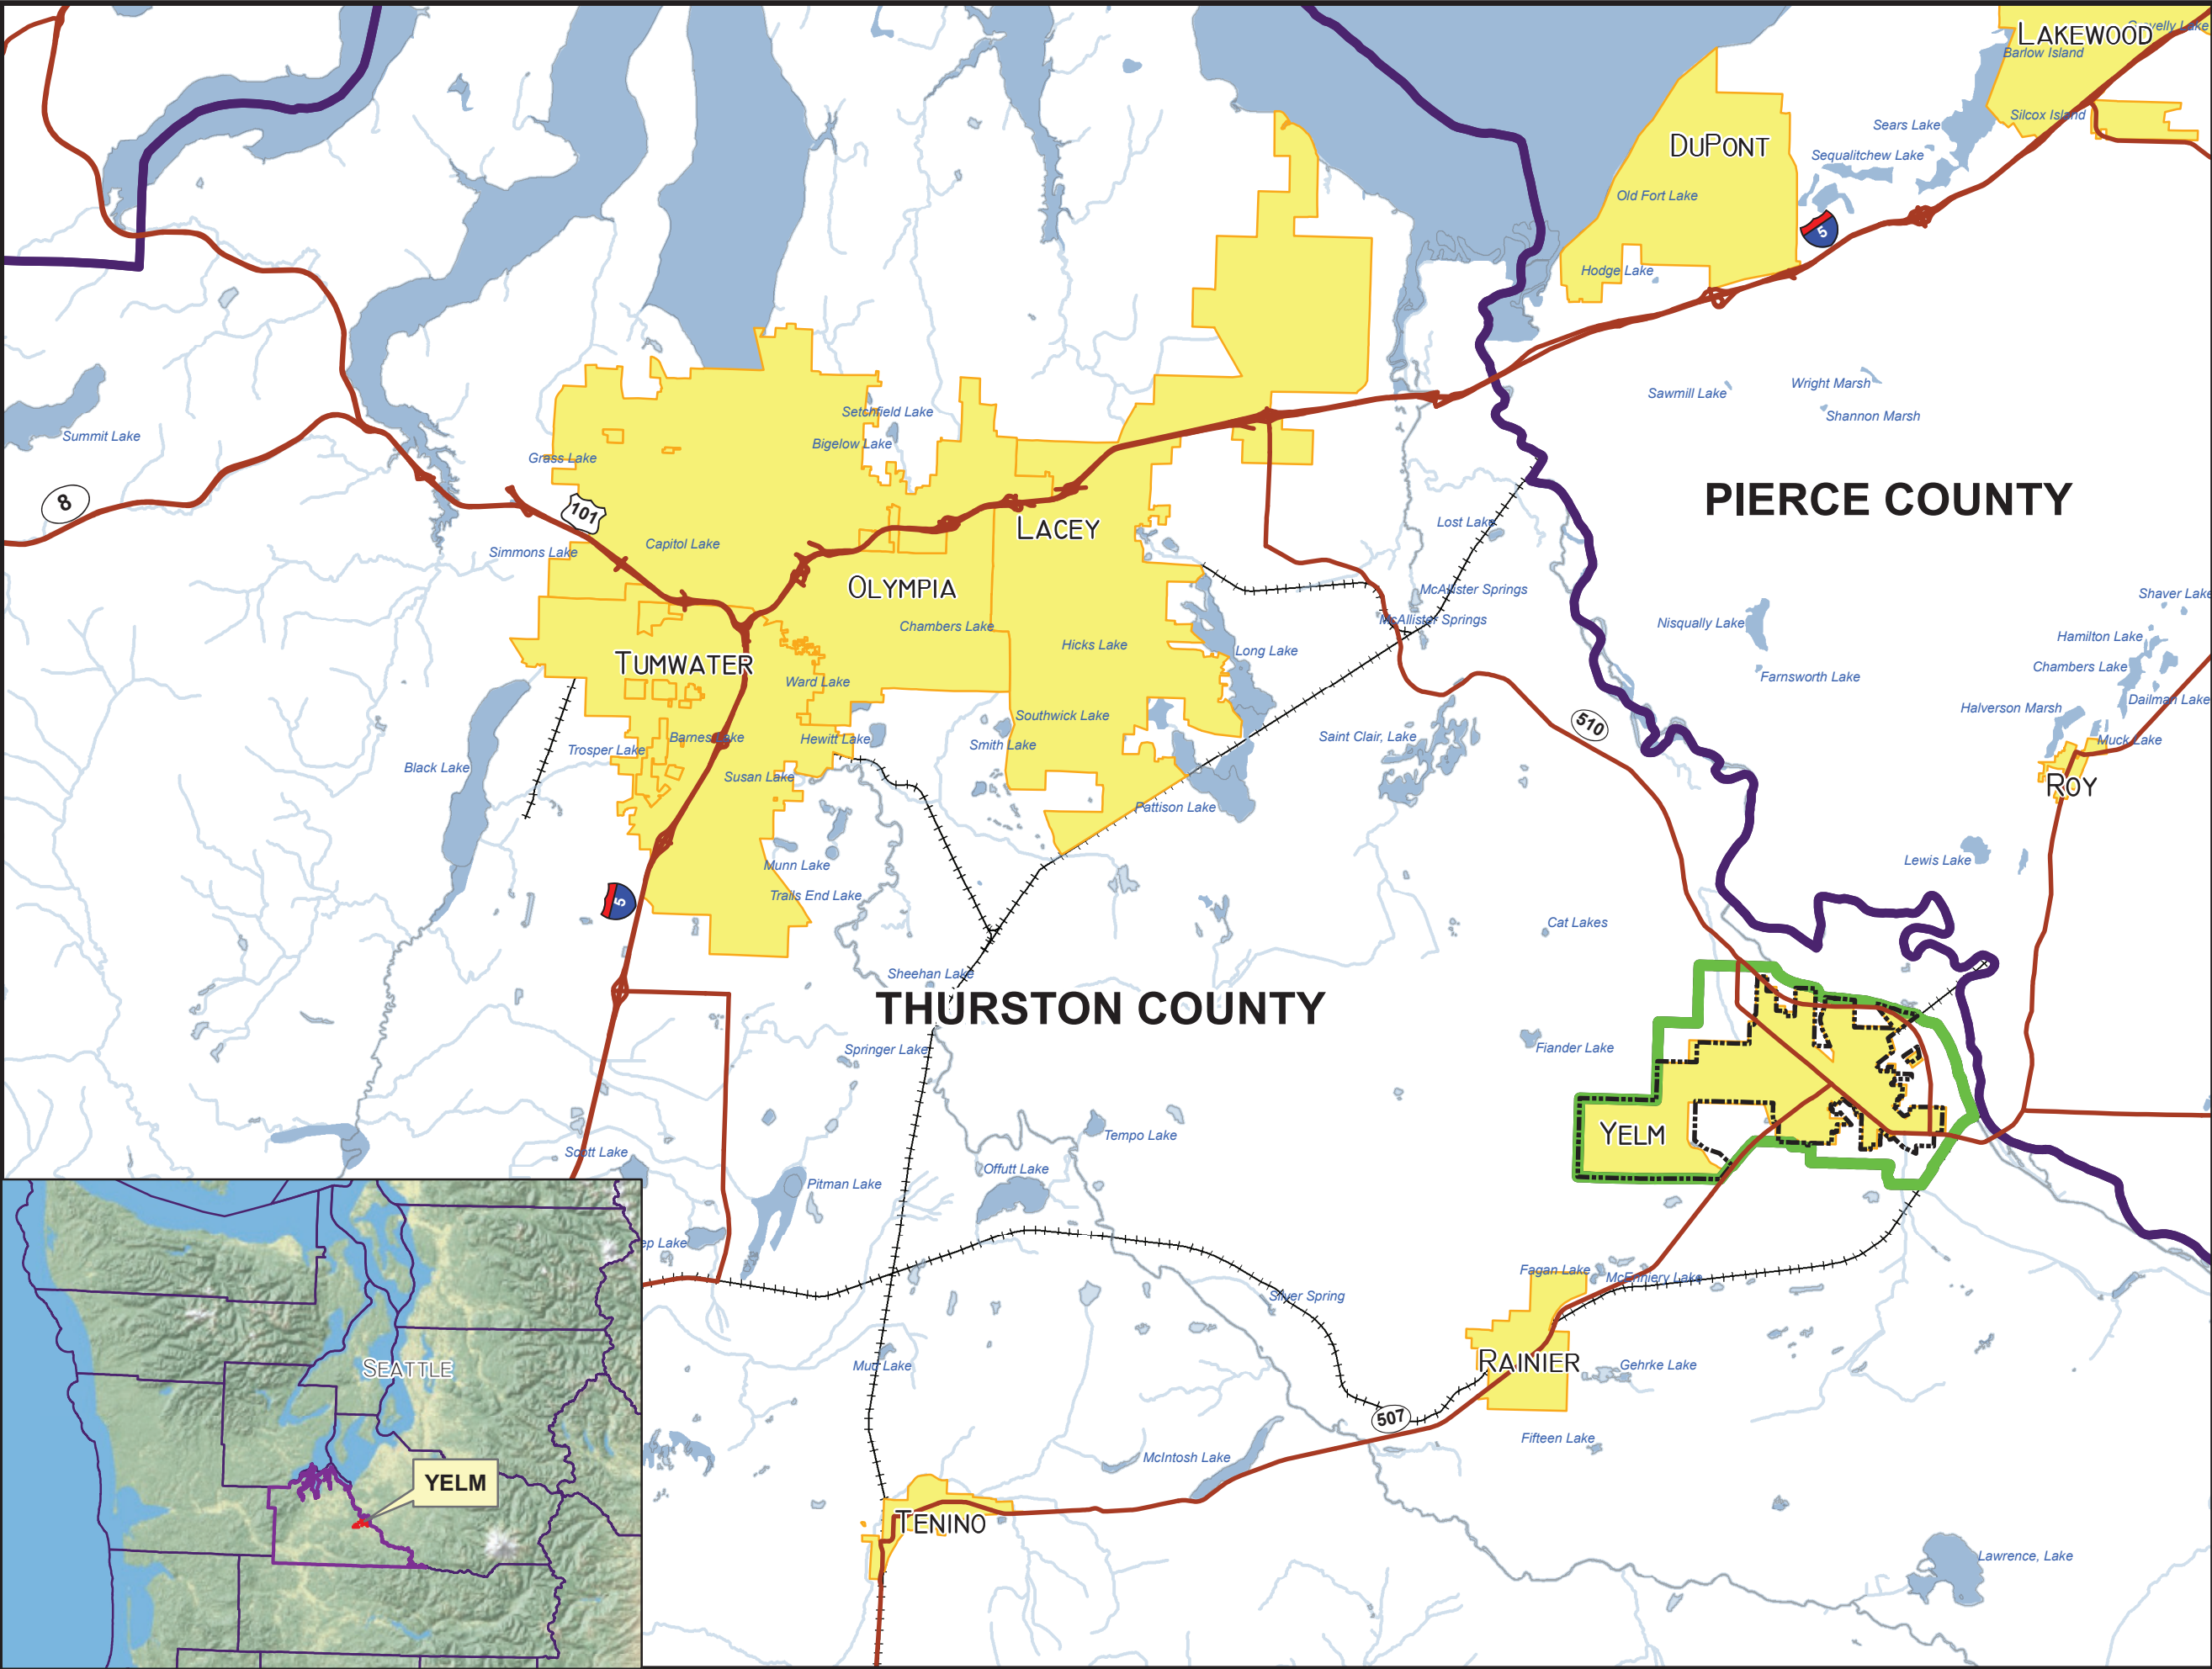 LAKEWOOD
Gravelly Lake
Barlow Island
Silcox Island
Sears Lake
DUPONT
Sequalitchew Lake
Old Fort Lake
5
Hodge Lake
Sawmill Lake
Wright Marsh
Shannon Marsh
Setchfield Lake
Bigelow Lake
Summit Lake
Grass Lake
8
101
PIERCE COUNTY
LACEY
Lost Lake
Capitol Lake
Simmons Lake
OLYMPIA
McAllister Springs
McAllister Springs
Shaver Lake
Nisqually Lake
Chambers Lake
Hicks Lake
Hamilton Lake
Long Lake
TUMWATER
Chambers Lake
Farnsworth Lake
Ward Lake
Dailman Lake
Halverson Marsh
Southwick Lake
510
Barnes Lake
Hewitt Lake
Smith Lake
Saint Clair, Lake
Muck Lake
Trosper Lake
Black Lake
Susan Lake
ROY
Pattison Lake
Munn Lake
Lewis Lake
Trails End Lake
5
Cat Lakes
Sheehan Lake
THURSTON COUNTY
Springer Lake
Fiander Lake
YELM
Tempo Lake
Scott Lake
Offutt Lake
Pitman Lake
ep Lake
Fagan Lake
McEnniery Lake
Silver Spring
Mud Lake
RAINIER
Gehrke Lake
507
Fifteen Lake
McIntosh Lake
TENINO
Lawrence, Lake
SEATTLE
YELM